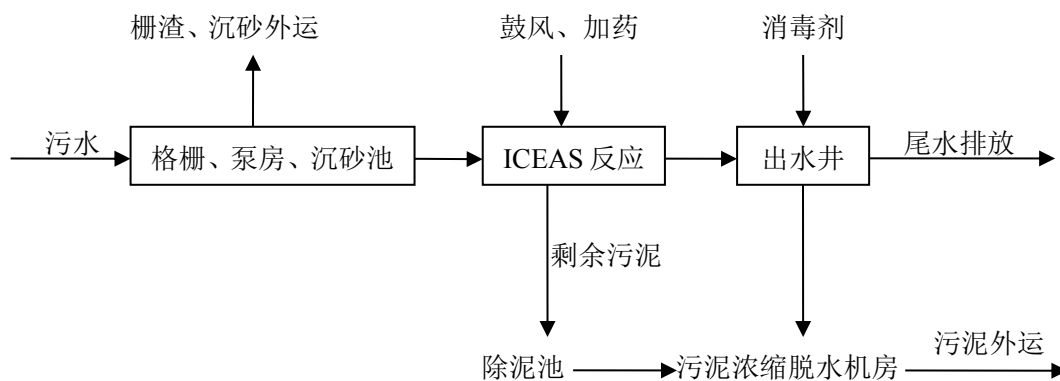 栅渣、沉砂外运
鼓风、加药
消毒剂
污水
格栅、泵房、沉砂池
ICEAS 反应
出水井
尾水排放
剩余污泥
除泥池
污泥浓缩脱水机房
污泥外运